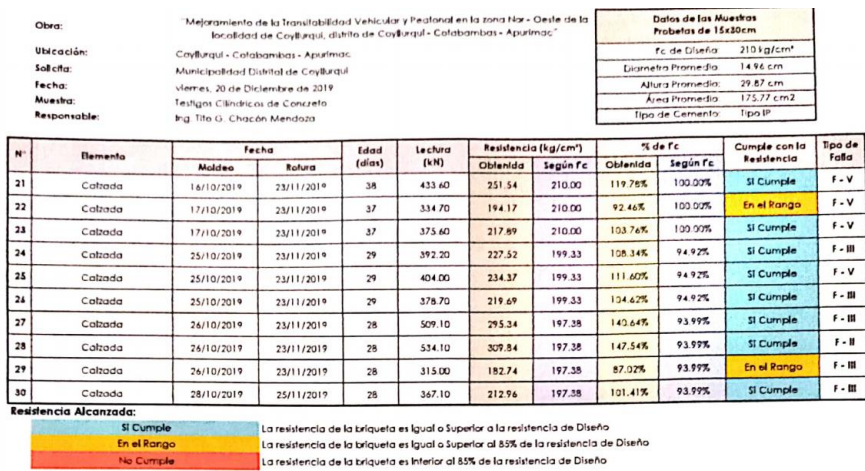 Obra: "Mejoramiento de la Transitabilidad Vehicular y Peatonal en la zona Nor - Oeste de la
localidad de Coyllurqui, distrito de Coyllurqui - Cotabambas - Apurimac"
Ubicación: Coyllurqui - Cotabambas - Apurimac
Solicita: Municipalidad Distrital de Coyllurqui
Fecha: viernes, 20 de Diciembre de 2019
Muestra: Testigos Cilindricos de Concreto
Responsable: Ing. Tito G. Chacón Mendoza
Datos de las Muestras
Probetas de 15x30cm
f'c de Diseño 210 kg/cm²
Diametro Promedio 14.96 cm
Altura Promedio: 29.87 cm
Área Promedio: 175.77 cm2
Tipo de Cemento: Tipo IP
N° Elemento Fecha Edad (días) Lectura (kN) Resistencia (kg/cm²) % de f'c Cumple con la Resistencia Tipo de Falla
Moldeo Rotura Obtenida Según f'c Obtenida Según f'c
21 Calzada 16/10/2019 23/11/2019 38 433.60 251.54 210.00 119.78% 100.00% Si Cumple F - V
22 Calzada 17/10/2019 23/11/2019 37 334.70 194.17 210.00 92.46% 100.00% En el Rango F - V
23 Calzada 17/10/2019 23/11/2019 37 375.60 217.89 210.00 103.76% 100.00% Si Cumple F - V
24 Calzada 25/10/2019 23/11/2019 29 392.20 227.52 199.33 108.34% 94.92% Si Cumple F - III
25 Calzada 25/10/2019 23/11/2019 29 404.00 234.37 199.33 111.60% 94.92% Si Cumple F - V
26 Calzada 25/10/2019 23/11/2019 29 378.70 219.69 199.33 104.62% 94.92% Si Cumple F - III
27 Calzada 26/10/2019 23/11/2019 28 509.10 295.34 197.38 140.64% 93.99% Si Cumple F - III
28 Calzada 26/10/2019 23/11/2019 28 534.10 309.84 197.38 147.54% 93.99% Si Cumple F - II
29 Calzada 26/10/2019 23/11/2019 28 315.00 182.74 197.38 87.02% 93.99% En el Rango F - III
30 Calzada 28/10/2019 25/11/2019 28 367.10 212.96 197.38 101.41% 93.99% Si Cumple F - III
Resistencia Alcanzada:
Si Cumple La resistencia de la briqueta es Igual o Superior a la resistencia de Diseño
En el Rango La resistencia de la briqueta es Igual o Superior al 85% de la resistencia de Diseño
No Cumple La resistencia de la briqueta es Inferior al 85% de la resistencia de Diseño